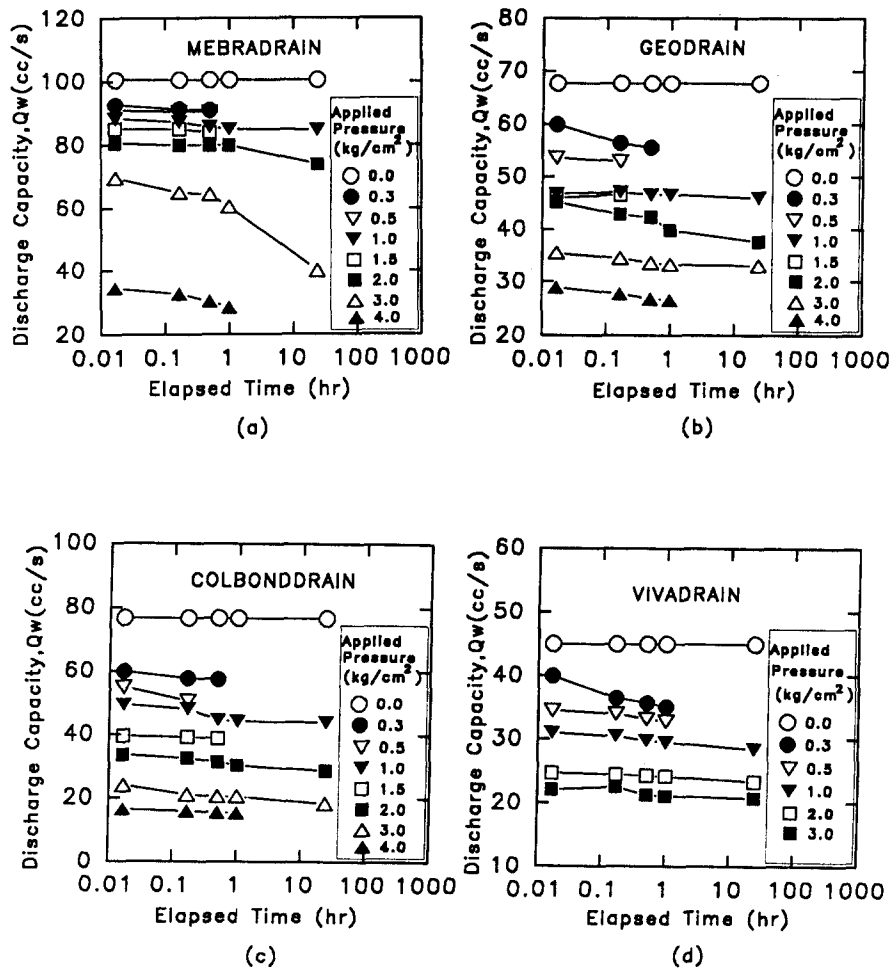 MEBRADRAIN
Discharge Capacity,Qw(cc/s)
120
100
80
60
40
20
0.01 0.1 1 10 100 1000
Elapsed Time (hr)
Applied
Pressure
(kg/cm2)
0.0
0.3
0.5
1.0
1.5
2.0
3.0
4.0
(a)
GEODRAIN
Discharge Capacity,Qw(cc/s)
80
70
60
50
40
30
20
0.01 0.1 1 10 100 1000
Elapsed Time (hr)
Applied
Pressure
(kg/cm2)
0.0
0.3
0.5
1.0
1.5
2.0
3.0
4.0
(b)
COLBONDDRAIN
Discharge Capacity,Qw(cc/s)
100
80
60
40
20
0
0.01 0.1 1 10 100 1000
Elapsed Time (hr)
Applied
Pressure
(kg/cm2)
0.0
0.3
0.5
1.0
1.5
2.0
3.0
4.0
(c)
VIVADRAIN
Discharge Capacity,Qw(cc/s)
60
50
40
30
20
10
0.01 0.1 1 10 100 1000
Elapsed Time (hr)
Applied
Pressure
(kg/cm2)
0.0
0.3
0.5
1.0
2.0
3.0
(d)